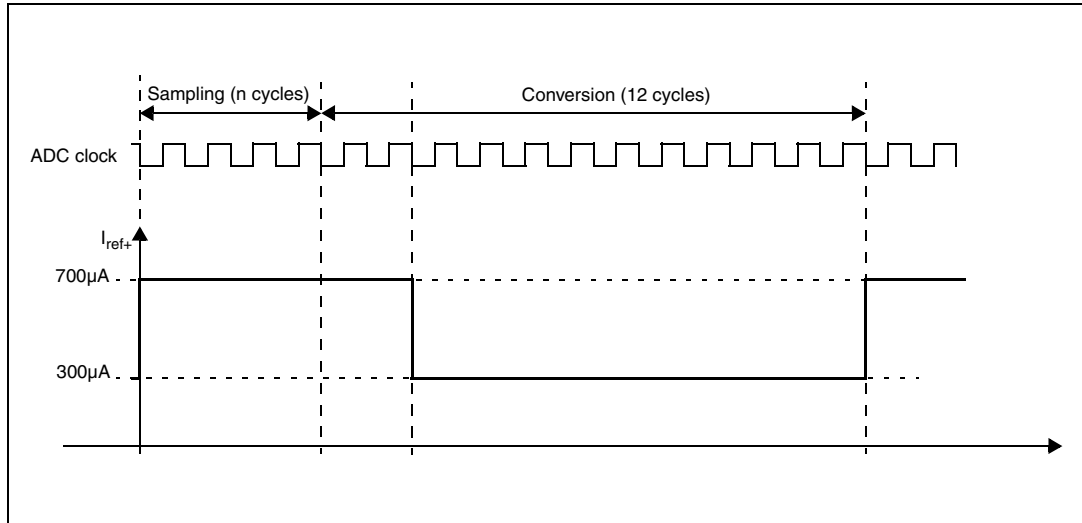 Sampling (n cycles)
Conversion (12 cycles)
ADC clock
Iref+
700µA
300µA